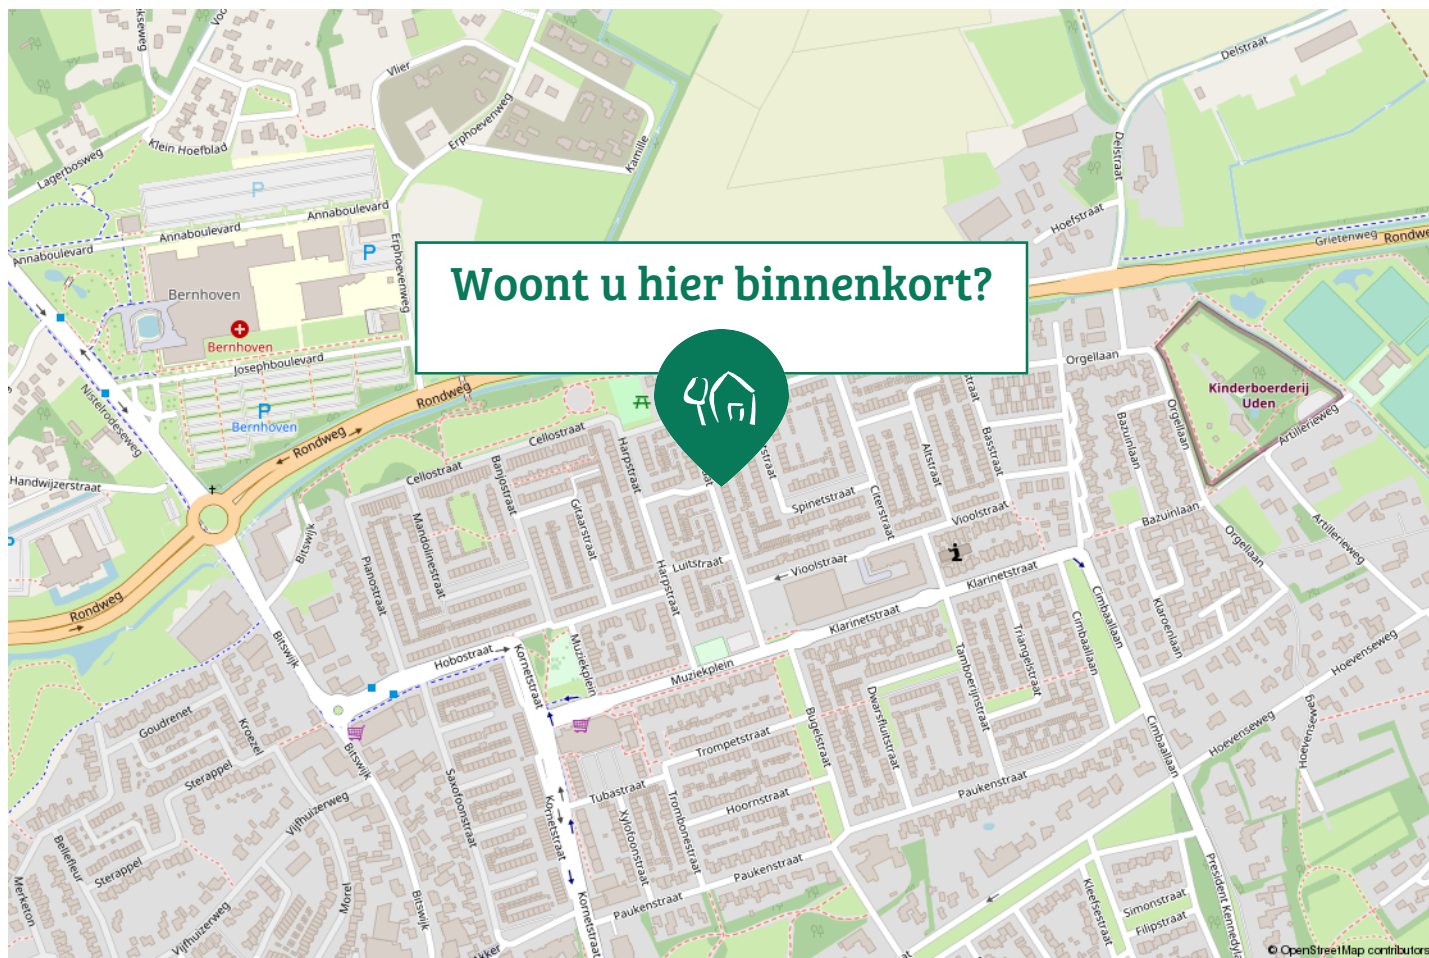 Delstraat
Vlier
Erphoevenweg
Kamille
Klein Hoefblad
Lagerbosweg
Delstraat
P
Annaboulevard
Annaboulevard
Annaboulevard
Hoefstraat
P
Erphoevenweg
Grietenweg
Woont u hier binnenkort?
Bernhoven
Bernhoven
Josephboulevard
Orgellaan
Nistelrodeseweg
P
Bernhoven
Rondweg
Rondweg
Kinderboerderij
Uden
Orgellaan
Bazuinlaan
Artillerieweg
Cellostraat
Cellostraat
Harpstraat
Banjostraat
Altstraat
Basstraat
Handwijzerstraat
Spinetstraat
Citerstraat
Vioolstraat
Bazuinlaan
Orgellaan
Artillerieweg
Bitswijk
Mandolinestraat
Gitaarstraat
Pianostraat
Luitstraat
Harpstraat
Vioolstraat
Klarinetstraat
Klarinetstraat
Rondweg
Cimbaallaan
Cimbaallaan
Klaroenlaan
Triangelstraat
Tamboerijnstraat
Bitswijk
Hobostraat
Kornetstraat
Muziekplein
Muziekplein
Hoevenseweg
Hoevenseweg
Hoevenseweg
Dwarsfluitstraat
Bugelstraat
Cimbaallaan
Goudrenet
Kroezel
Sterappel
Bitswijk
Trompetstraat
Paukenstraat
Saxofoonstraat
Tubastraat
Hoornstraat
Vijfhuizerweg
Kornetstraat
Xylofoonstraat
Trombonestraat
Bellefleur
Sterappel
Paukenstraat
Merketon
Morel
Bitswijk
Paukenstraat
Kleefsestraat
Simonstraat
Filipstraat
Vijfhuizerweg
Kornetstraat
© OpenStreetMap contributors